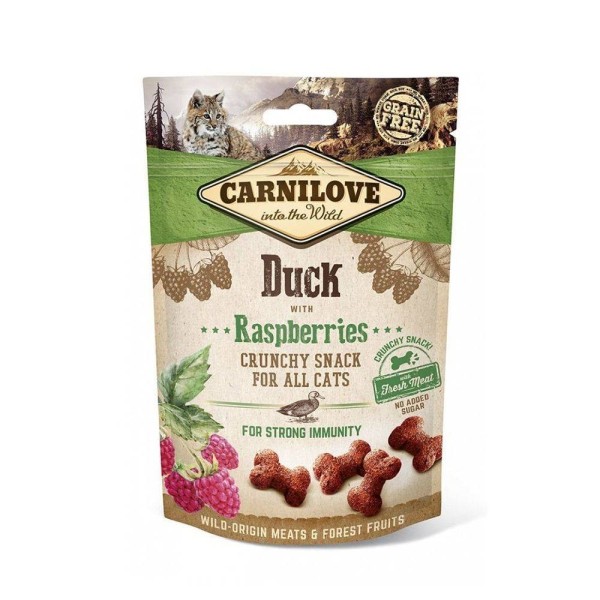 GRAIN
FREE
CARNILOVE
into the Wild
Duck
WITH
Raspberries
CRUNCHY SNACK
FOR ALL CATS
FOR STRONG IMMUNITY
CRUNCHY SNACK!
with
Fresh Meat
NO ADDED
SUGAR
WILD-ORIGIN MEATS & FOREST FRUITS